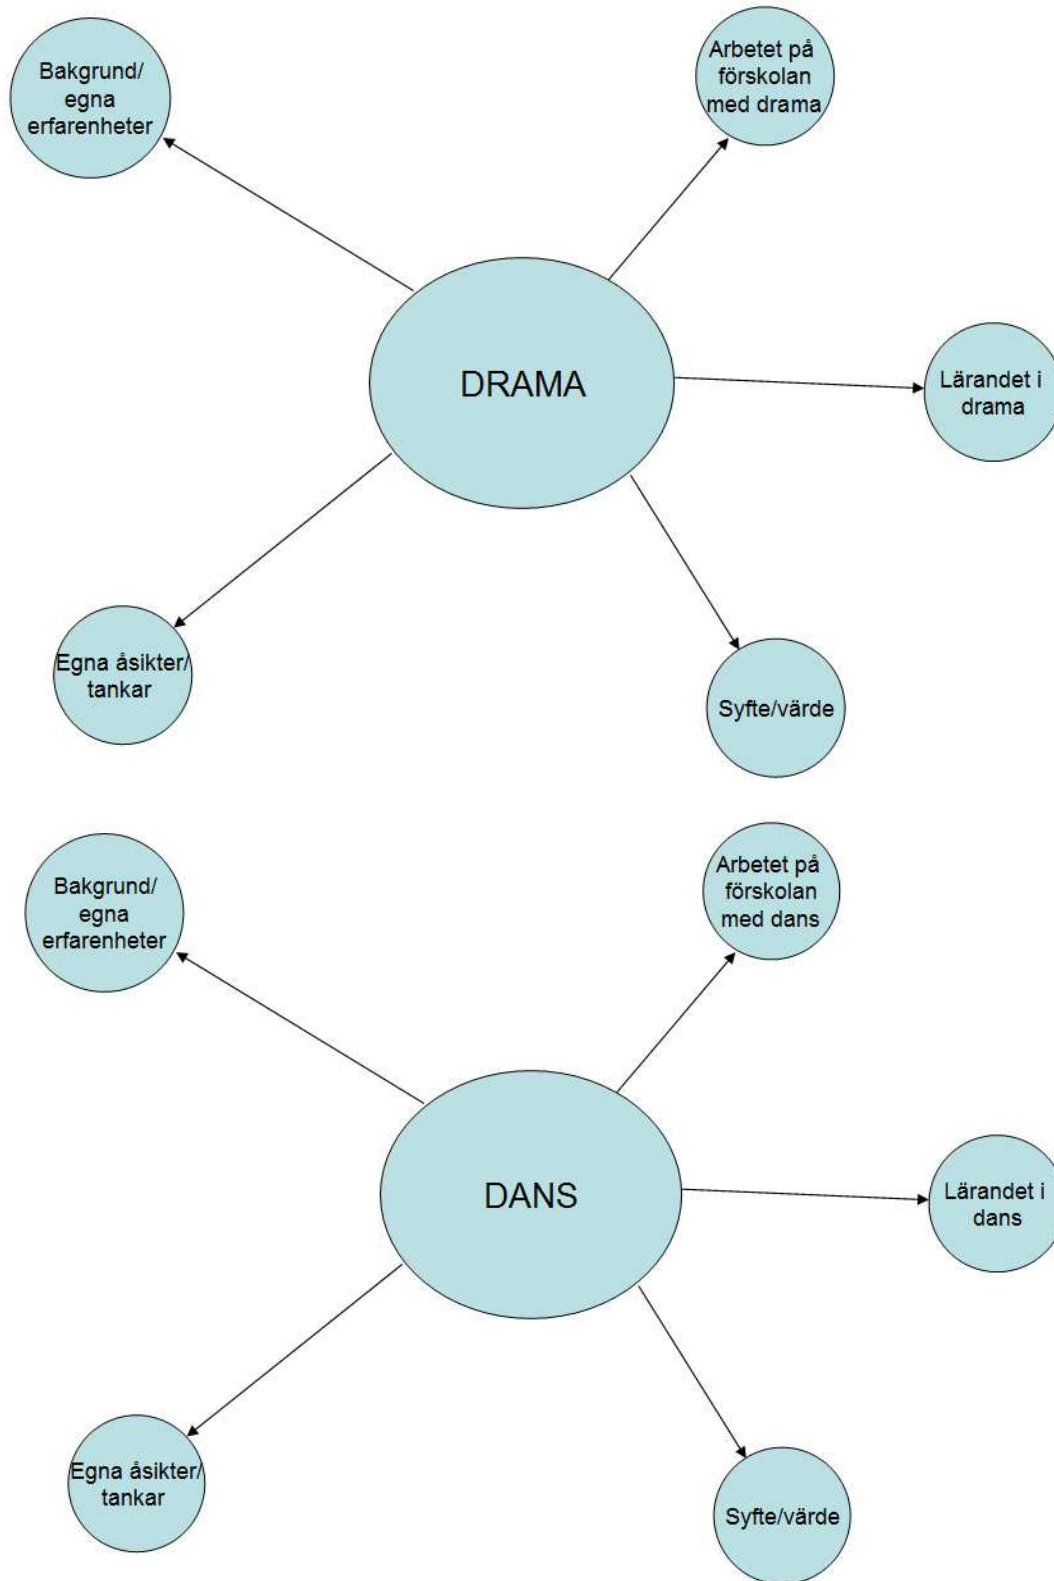 Bakgrund/
egna
erfarenheter
Arbetet på
förskolan
med drama
DRAMA
Lärandet i
drama
Egna åsikter/
tankar
Syfte/värde
Bakgrund/
egna
erfarenheter
Arbetet på
förskolan
med dans
DANS
Lärandet i
dans
Egna åsikter/
tankar
Syfte/värde